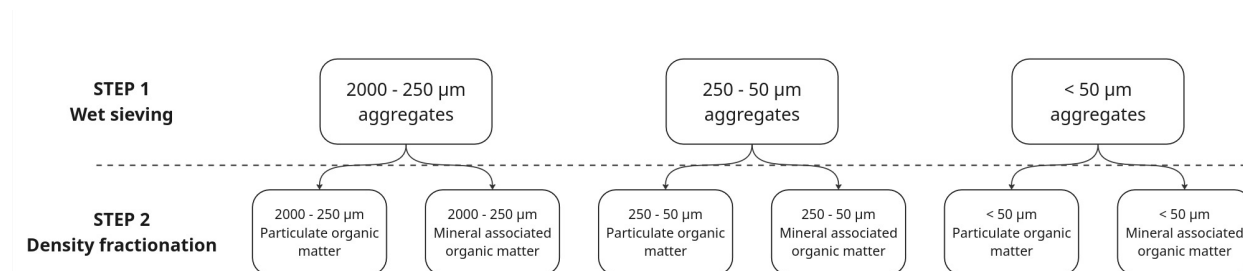 STEP 1
Wet sieving
2000 - 250 µm
aggregates
250 - 50 µm
aggregates
< 50 µm
aggregates
STEP 2
Density fractionation
2000 - 250 µm
Particulate organic
matter
2000 - 250 µm
Mineral associated
organic matter
250 - 50 µm
Particulate organic
matter
250 - 50 µm
Mineral associated
organic matter
< 50 µm
Particulate organic
matter
< 50 µm
Mineral associated
organic matter